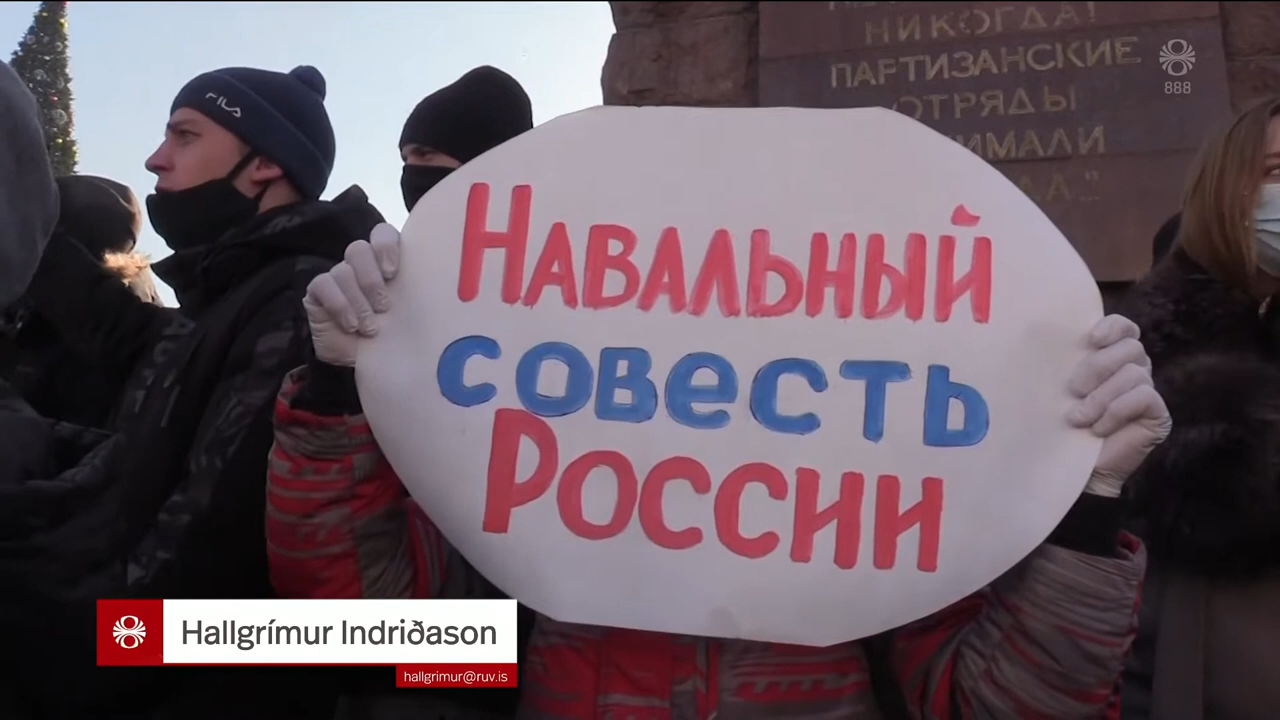 НИКОГДА!
ПАРТИЗАНСКИЕ
ОТРЯДЫ
888
FILA
НАВАЛЬНЫЙ
СОВЕСТЬ
РОССИИ
Hallgrímur Indriðason
hallgrimur@ruv.is